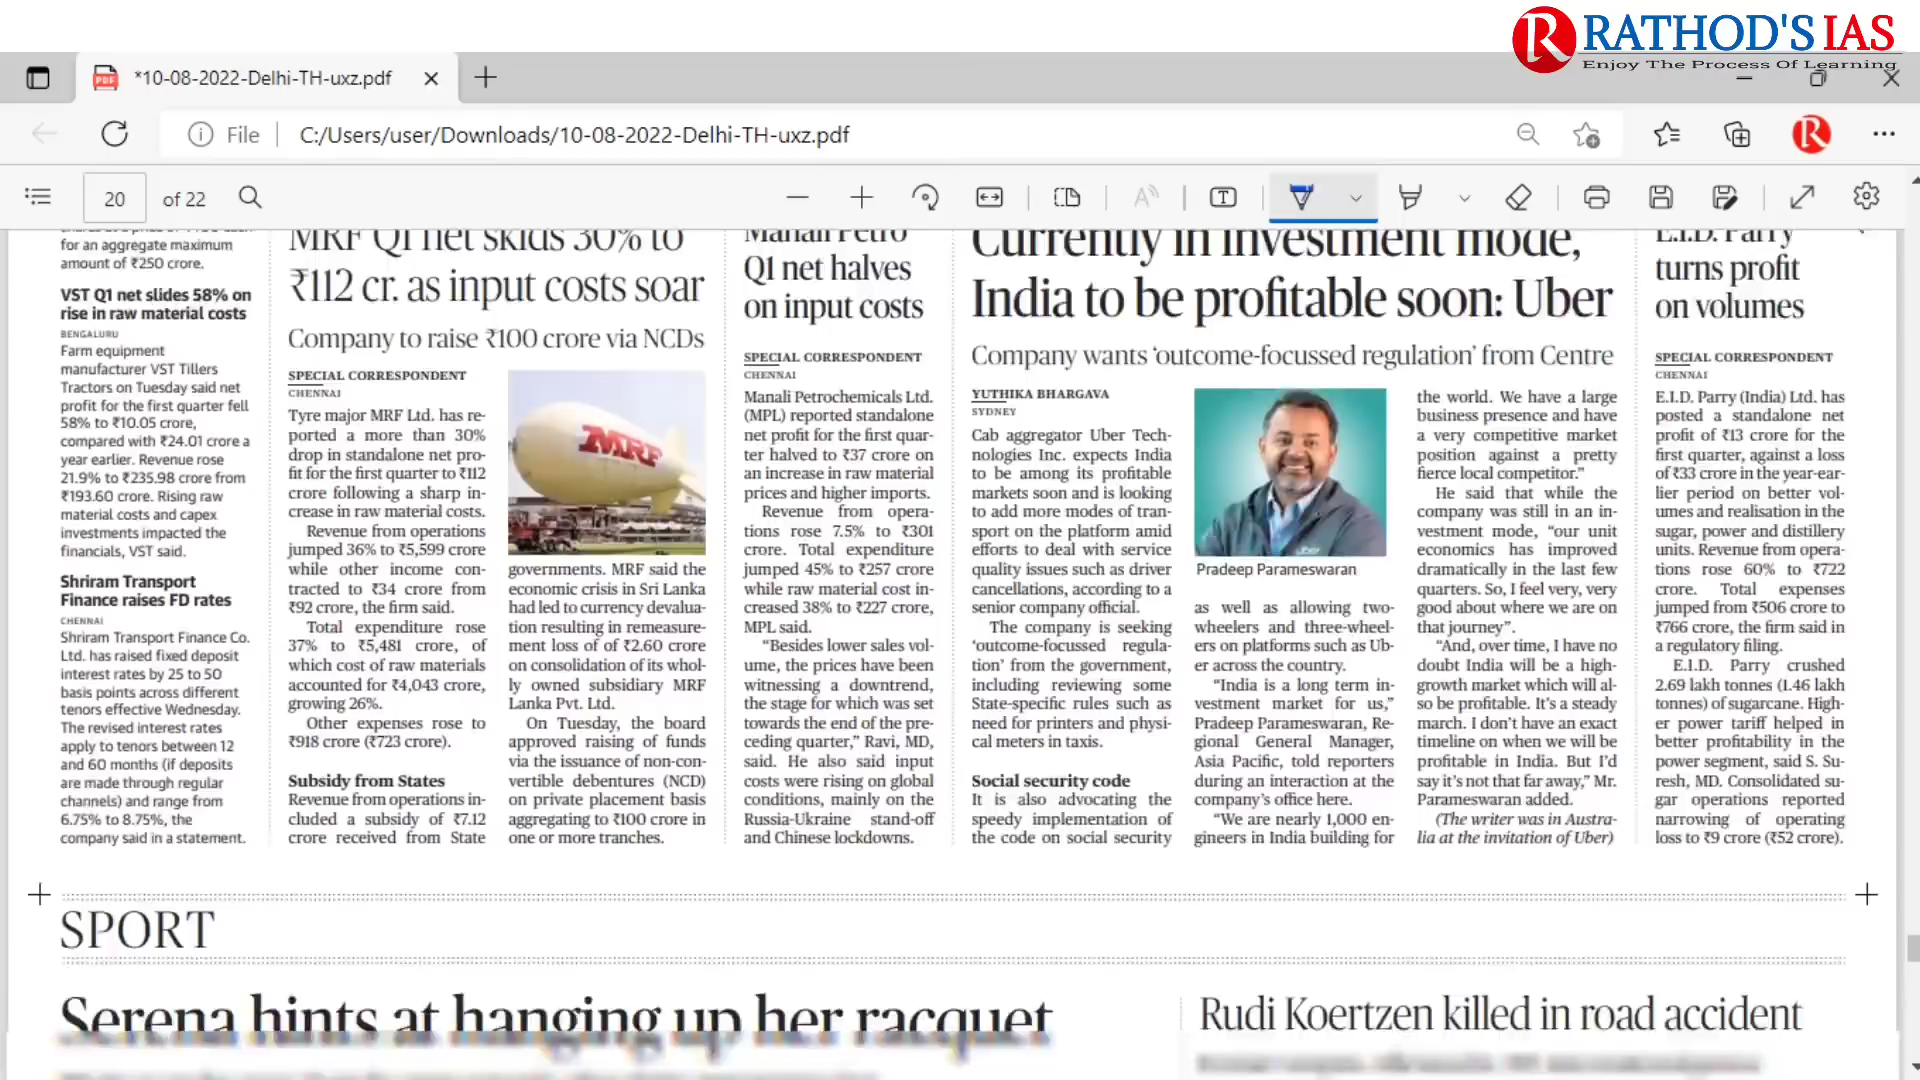 RATHOD'S IAS
Enjoy The Process Of Learning
*10-08-2022-Delhi-TH-uxz.pdf
File
C:/Users/user/Downloads/10-08-2022-Delhi-TH-uxz.pdf
20 of 22
for an aggregate maximum
amount of ₹250 crore.
VST Q1 net slides 58% on
rise in raw material costs
BENGALURU
Farm equipment
manufacturer VST Tillers
Tractors on Tuesday said net
profit for the first quarter fell
58% to ₹10.05 crore,
compared with ₹24.01 crore a
year earlier. Revenue rose
21.9% to ₹235.98 crore from
₹193.60 crore. Rising raw
material costs and capex
investments impacted the
financials, VST said.
Shriram Transport
Finance raises FD rates
CHENNAI
Shriram Transport Finance Co.
Ltd. has raised fixed deposit
interest rates by 25 to 50
basis points across different
tenors effective Wednesday.
The revised interest rates
apply to tenors between 12
and 60 months (if deposits
are made through regular
channels) and range from
6.75% to 8.75%, the
company said in a statement.
MRF Q1 net skids 30% to
₹112 cr. as input costs soar
Company to raise ₹100 crore via NCDs
SPECIAL CORRESPONDENT
CHENNAI
Tyre major MRF Ltd. has re-
ported a more than 30%
drop in standalone net pro-
fit for the first quarter to ₹112
crore following a sharp in-
crease in raw material costs.
Revenue from operations
jumped 36% to ₹5,599 crore
while other income con-
tracted to ₹34 crore from
₹92 crore, the firm said.
Total expenditure rose
37% to ₹5,481 crore, of
which cost of raw materials
accounted for ₹4,043 crore,
growing 26%.
Other expenses rose to
₹918 crore (₹723 crore).
Subsidy from States
Revenue from operations in-
cluded a subsidy of ₹7.12
crore received from State
MRF
governments. MRF said the
economic crisis in Sri Lanka
had led to currency devalua-
tion resulting in remeasure-
ment loss of of ₹2.60 crore
on consolidation of its whol-
ly owned subsidiary MRF
Lanka Pvt. Ltd.
On Tuesday, the board
approved raising of funds
via the issuance of non-con-
vertible debentures (NCD)
on private placement basis
aggregating to ₹100 crore in
one or more tranches.
Manali Petro
Q1 net halves
on input costs
SPECIAL CORRESPONDENT
CHENNAI
Manali Petrochemicals Ltd.
(MPL) reported standalone
net profit for the first quar-
ter halved to ₹37 crore on
an increase in raw material
prices and higher imports.
Revenue from opera-
tions rose 7.5% to ₹301
crore. Total expenditure
jumped 45% to ₹257 crore
while raw material cost in-
creased 38% to ₹227 crore,
MPL said.
“Besides lower sales vol-
ume, the prices have been
witnessing a downtrend,
the stage for which was set
towards the end of the pre-
ceding quarter,” Ravi, MD,
said. He also said input
costs were rising on global
conditions, mainly on the
Russia-Ukraine stand-off
and Chinese lockdowns.
Currently in investment mode,
India to be profitable soon: Uber
Company wants ‘outcome-focussed regulation’ from Centre
YUTHIKA BHARGAVA
SYDNEY
Cab aggregator Uber Tech-
nologies Inc. expects India
to be among its profitable
markets soon and is looking
to add more modes of tran-
sport on the platform amid
efforts to deal with service
quality issues such as driver
cancellations, according to a
senior company official.
The company is seeking
‘outcome-focussed regula-
tion’ from the government,
including reviewing some
State-specific rules such as
need for printers and physi-
cal meters in taxis.
Social security code
It is also advocating the
speedy implementation of
the code on social security
Pradeep Parameswaran
as well as allowing two-
wheelers and three-wheel-
ers on platforms such as Ub-
er across the country.
“India is a long term in-
vestment market for us,”
Pradeep Parameswaran, Re-
gional General Manager,
Asia Pacific, told reporters
during an interaction at the
company’s office here.
“We are nearly 1,000 en-
gineers in India building for
the world. We have a large
business presence and have
a very competitive market
position against a pretty
fierce local competitor.”
He said that while the
company was still in an in-
vestment mode, “our unit
economics has improved
dramatically in the last few
quarters. So, I feel very, very
good about where we are on
that journey”.
“And, over time, I have no
doubt India will be a high-
growth market which will al-
so be profitable. It’s a steady
march. I don’t have an exact
timeline on when we will be
profitable in India. But I’d
say it’s not that far away,” Mr.
Parameswaran added.
(The writer was in Austra-
lia at the invitation of Uber)
E.I.D. Parry
turns profit
on volumes
SPECIAL CORRESPONDENT
CHENNAI
E.I.D. Parry (India) Ltd. has
posted a standalone net
profit of ₹13 crore for the
first quarter, against a loss
of ₹33 crore in the year-ear-
lier period on better vol-
umes and realisation in the
sugar, power and distillery
units. Revenue from opera-
tions rose 60% to ₹722
crore. Total expenses
jumped from ₹506 crore to
₹766 crore, the firm said in
a regulatory filing.
E.I.D. Parry crushed
2.69 lakh tonnes (1.46 lakh
tonnes) of sugarcane. High-
er power tariff helped in
better profitability in the
power segment, said S. Su-
resh, MD. Consolidated su-
gar operations reported
narrowing of operating
loss to ₹9 crore (₹52 crore).
SPORT
Serena hints at hanging up her racquet
Rudi Koertzen killed in road accident